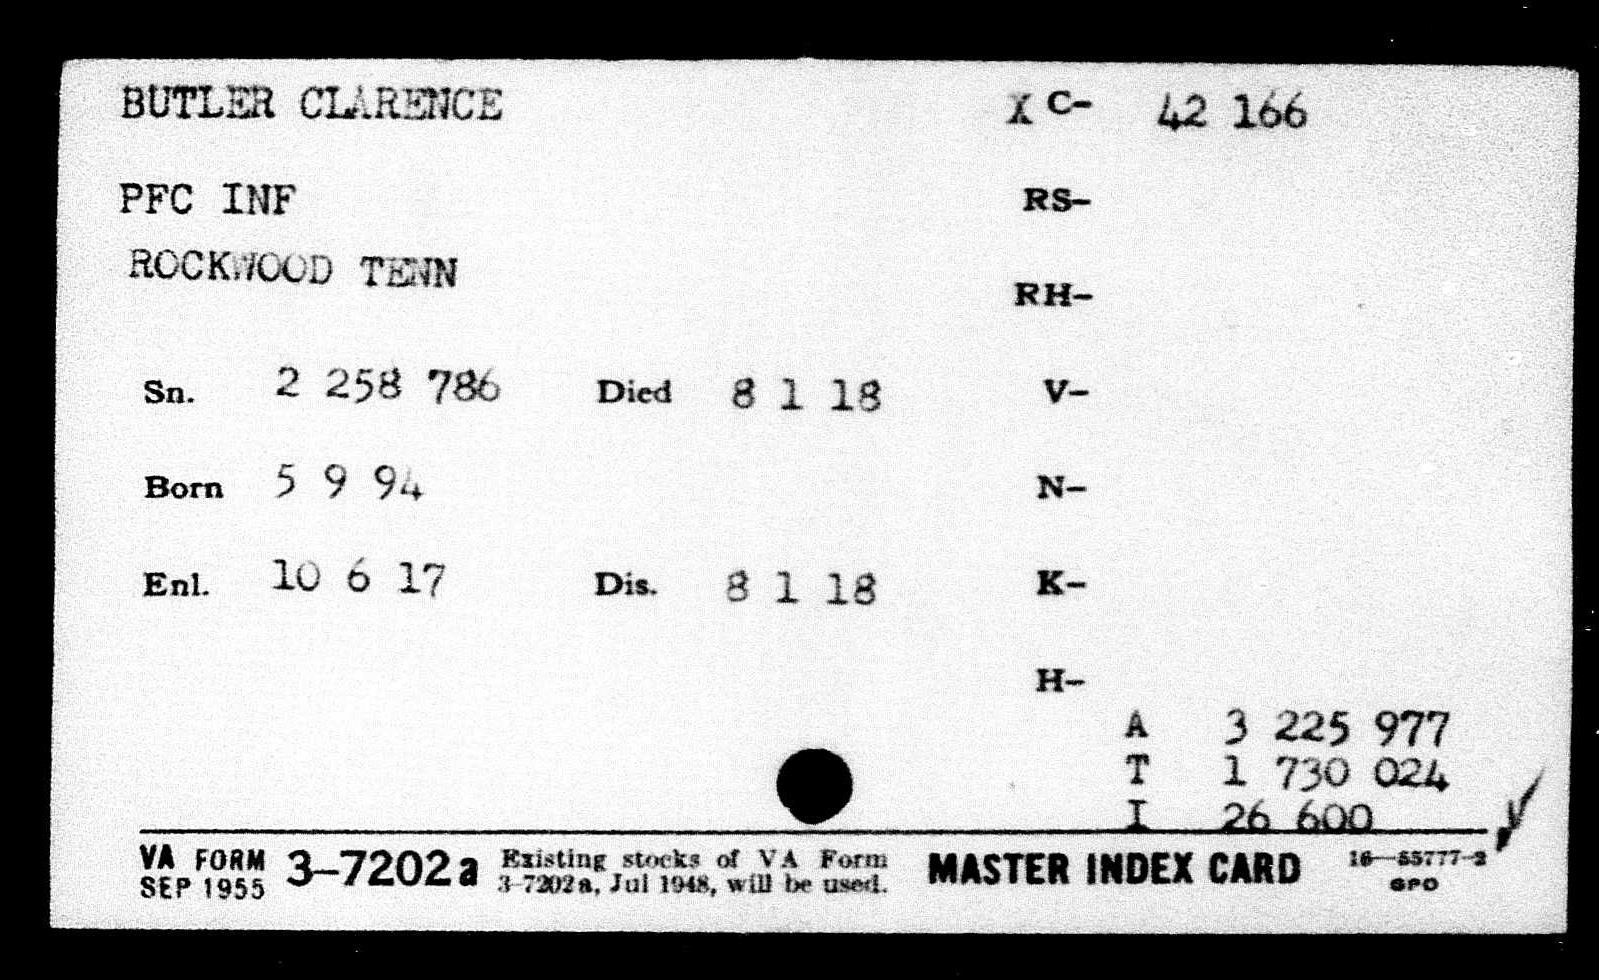 BUTLER CLARENCE X C- 42 166
PFC INF RS-
ROCKWOOD TENN
RH-
Sn. 2 258 786 Died 8 1 18 V-
Born 5 9 94 N-
Enl. 10 6 17 Dis. 8 1 18 K-
H-
A 3 225 977
T 1 730 024
I 26 600
VA FORM
SEP 1955 3-7202a Existing stocks of VA Form
3-7202a, Jul 1948, will be used. MASTER INDEX CARD 16—55777-2
GPO